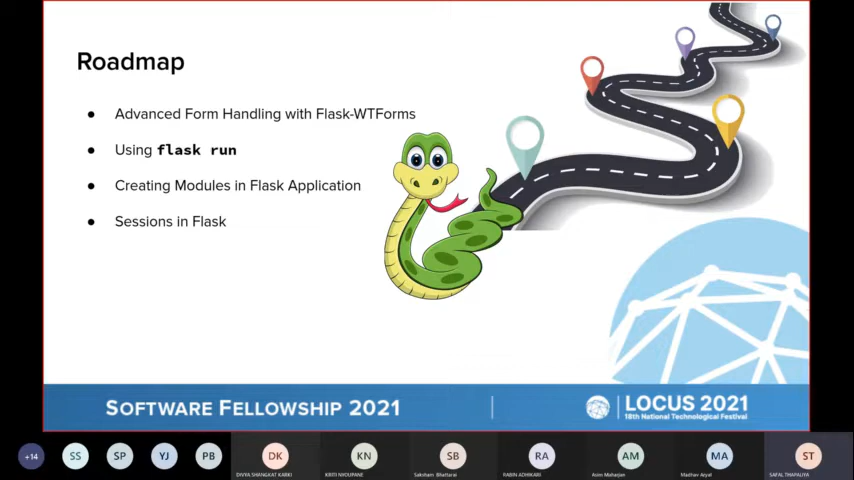 Roadmap
● Advanced Form Handling with Flask-WTForms
● Using flask run
● Creating Modules in Flask Application
● Sessions in Flask
SOFTWARE FELLOWSHIP 2021
LOCUS 2021
18th National Technological Festival
+14 SS SP YJ PB DK KN SB RA AM MA ST
DIVYA SHANGKAT KARKI KRITI NYOUPANE Saksham Bhattarai RABIN ADHIKARI Asim Maharjan Madhav Aryal SAFAL THAPALIYA